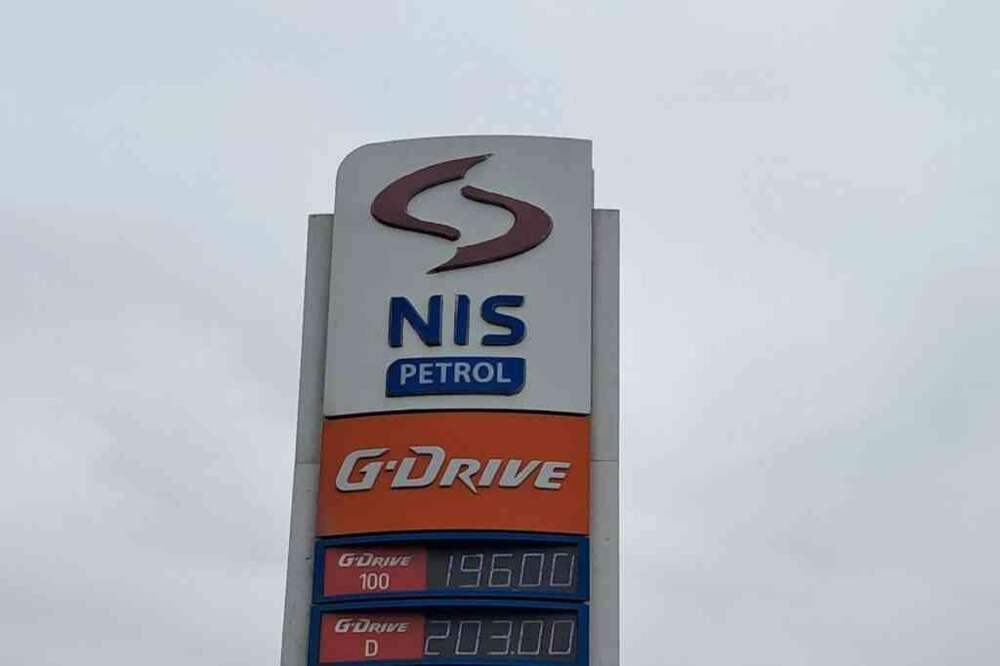 NIS
PETROL
G-DRIVE
G-DRIVE
100
196.00
G-DRIVE
D
203.00